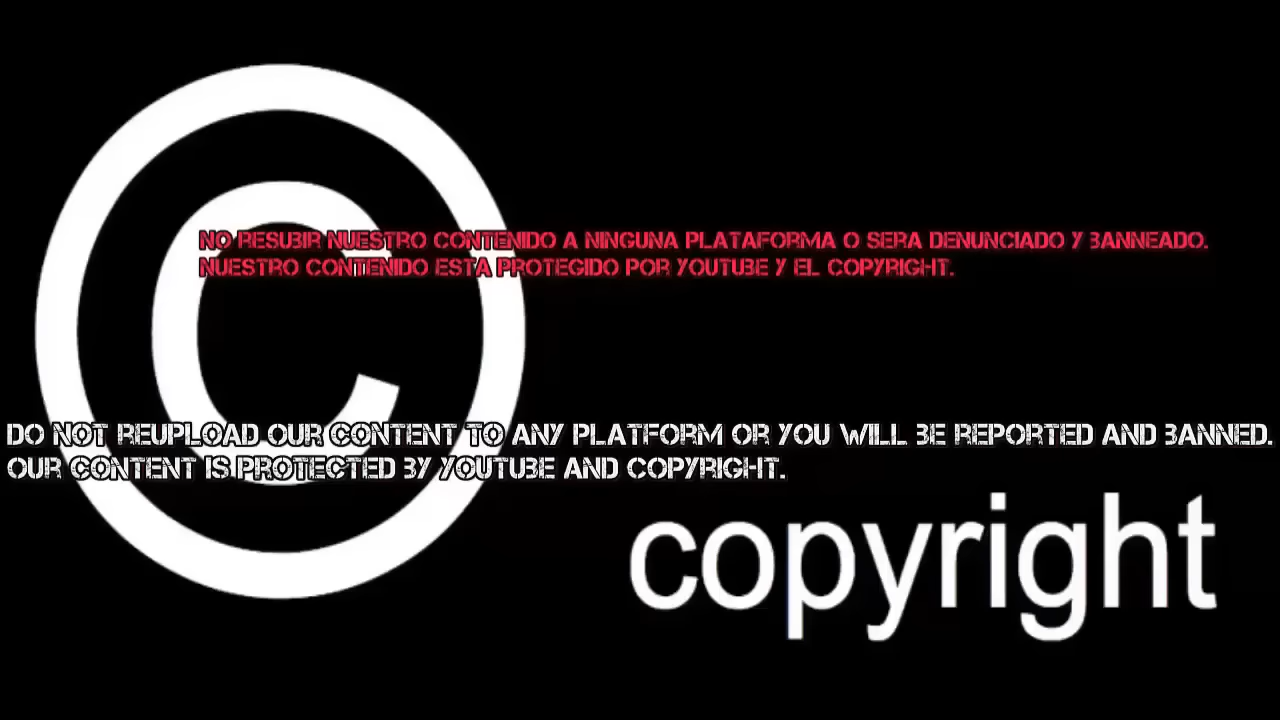 ©
NO RESUBIR NUESTRO CONTENIDO A NINGUNA PLATAFORMA O SERA DENUNCIADO Y BANNEADO.
NUESTRO CONTENIDO ESTA PROTEGIDO POR YOUTUBE Y EL COPYRIGHT.
DO NOT REUPLOAD OUR CONTENT TO ANY PLATFORM OR YOU WILL BE REPORTED AND BANNED.
OUR CONTENT IS PROTECTED BY YOUTUBE AND COPYRIGHT.
copyright